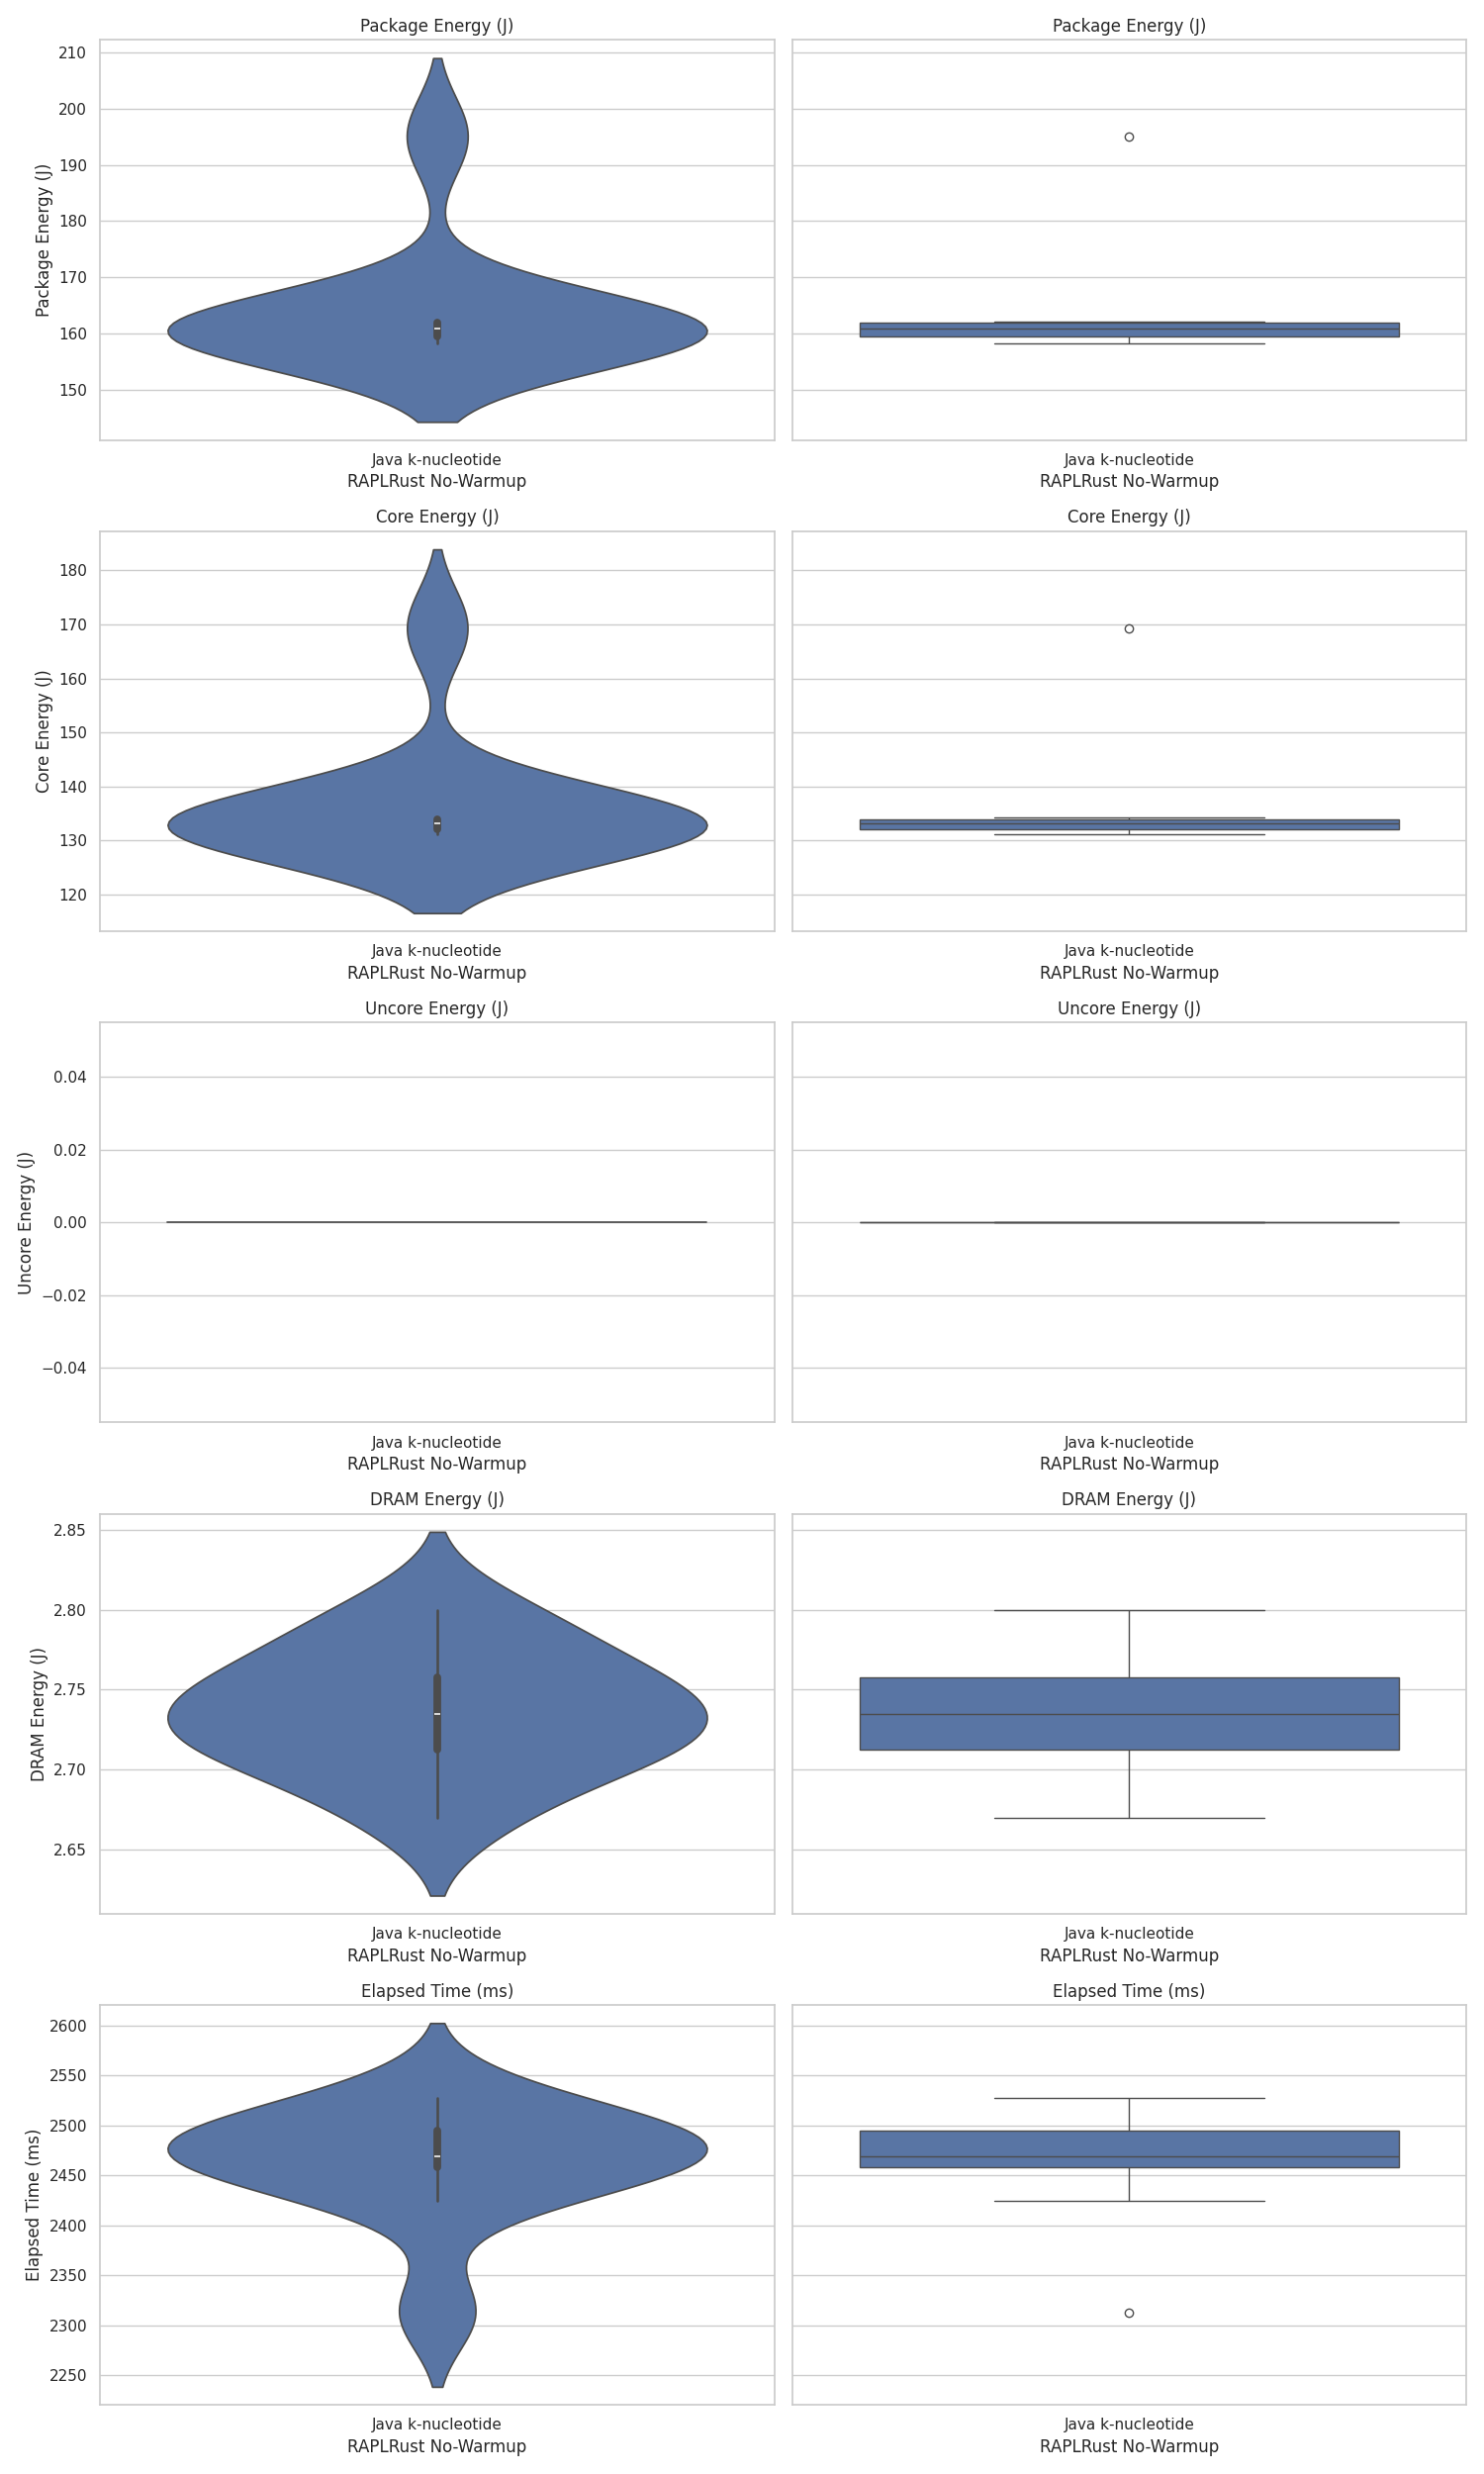 Package Energy (J)
Package Energy (J)
Package Energy (J)
210
200
190
180
170
160
150
Java k-nucleotide
RAPLRust No-Warmup
Java k-nucleotide
RAPLRust No-Warmup
Core Energy (J)
Core Energy (J)
Core Energy (J)
180
170
160
150
140
130
120
Java k-nucleotide
RAPLRust No-Warmup
Java k-nucleotide
RAPLRust No-Warmup
Uncore Energy (J)
Uncore Energy (J)
Uncore Energy (J)
0.04
0.02
0.00
−0.02
−0.04
Java k-nucleotide
RAPLRust No-Warmup
Java k-nucleotide
RAPLRust No-Warmup
DRAM Energy (J)
DRAM Energy (J)
DRAM Energy (J)
2.85
2.80
2.75
2.70
2.65
Java k-nucleotide
RAPLRust No-Warmup
Java k-nucleotide
RAPLRust No-Warmup
Elapsed Time (ms)
Elapsed Time (ms)
Elapsed Time (ms)
2600
2550
2500
2450
2400
2350
2300
2250
Java k-nucleotide
RAPLRust No-Warmup
Java k-nucleotide
RAPLRust No-Warmup